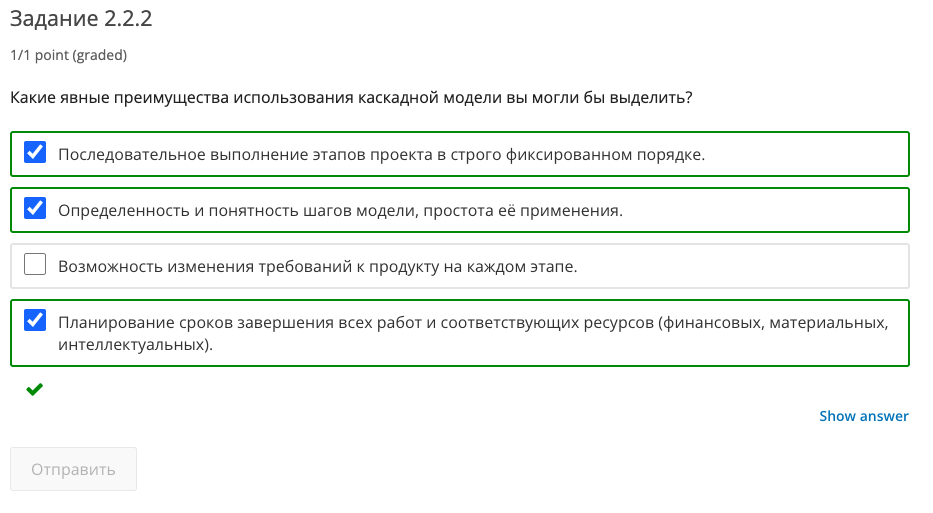 Задание 2.2.2
1/1 point (graded)
Какие явные преимущества использования каскадной модели вы могли бы выделить?
Последовательное выполнение этапов проекта в строго фиксированном порядке.
Определенность и понятность шагов модели, простота её применения.
Возможность изменения требований к продукту на каждом этапе.
Планирование сроков завершения всех работ и соответствующих ресурсов (финансовых, материальных,
интеллектуальных).
Show answer
Отправить